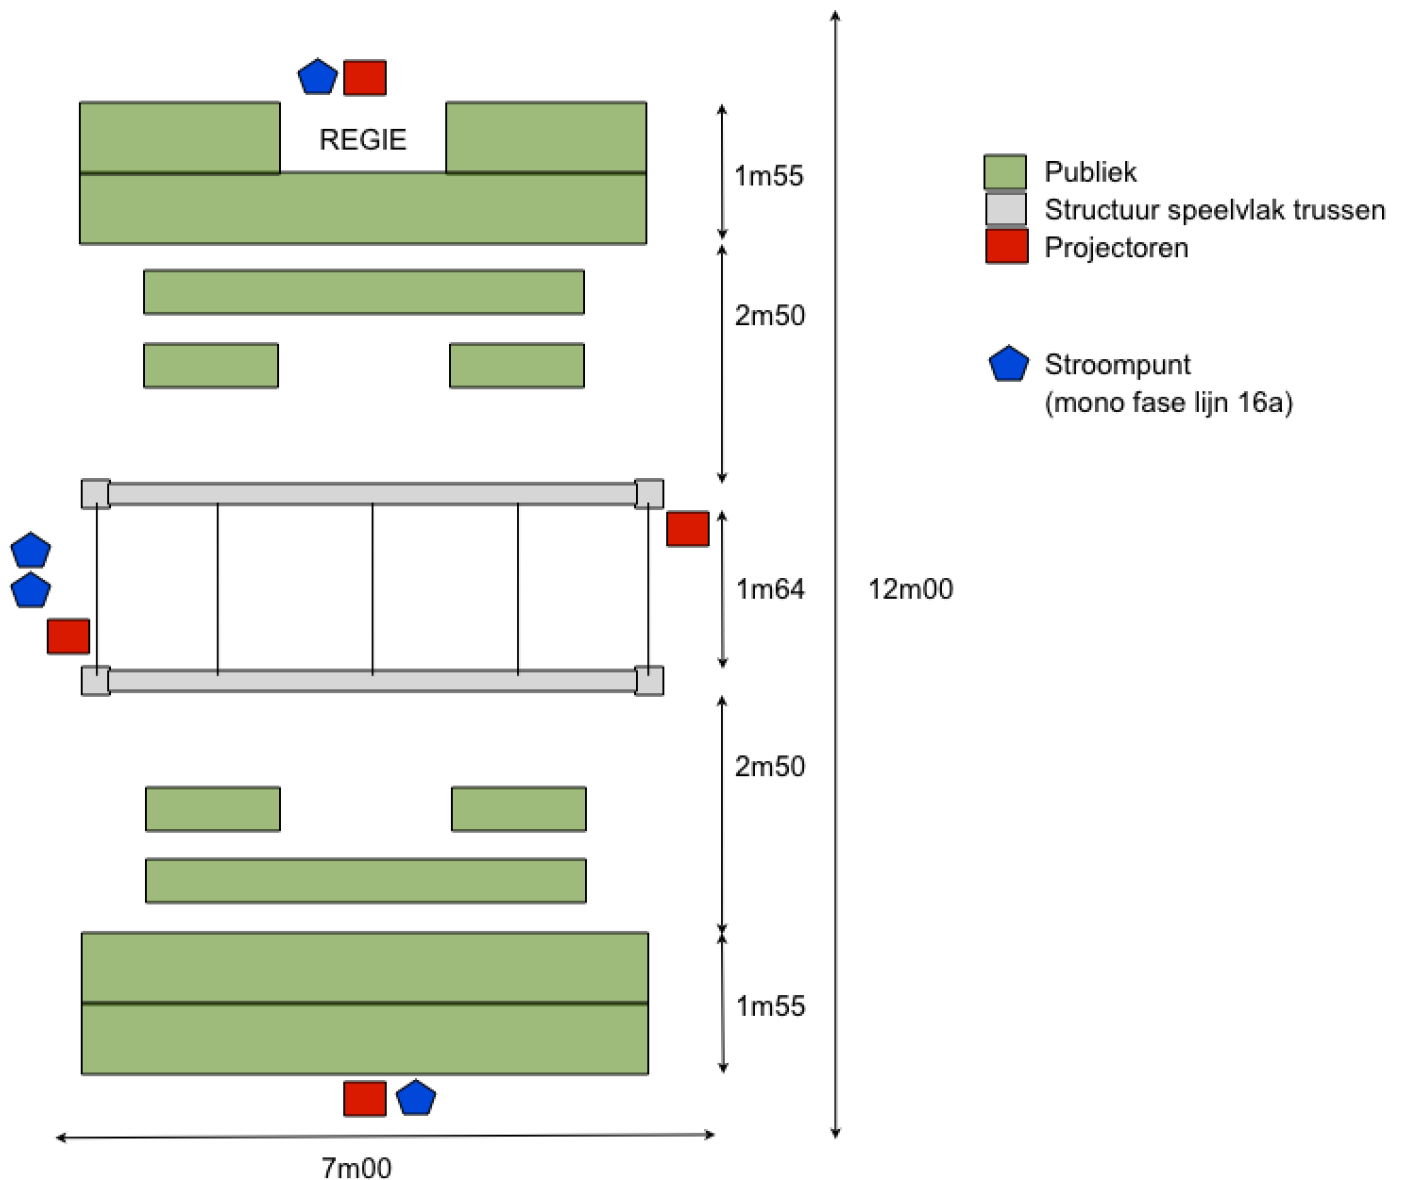 REGIE
1m55
2m50
1m64
12m00
2m50
1m55
7m00
Publiek
Structuur speelvlak trussen
Projectoren
Stroompunt
(mono fase lijn 16a)